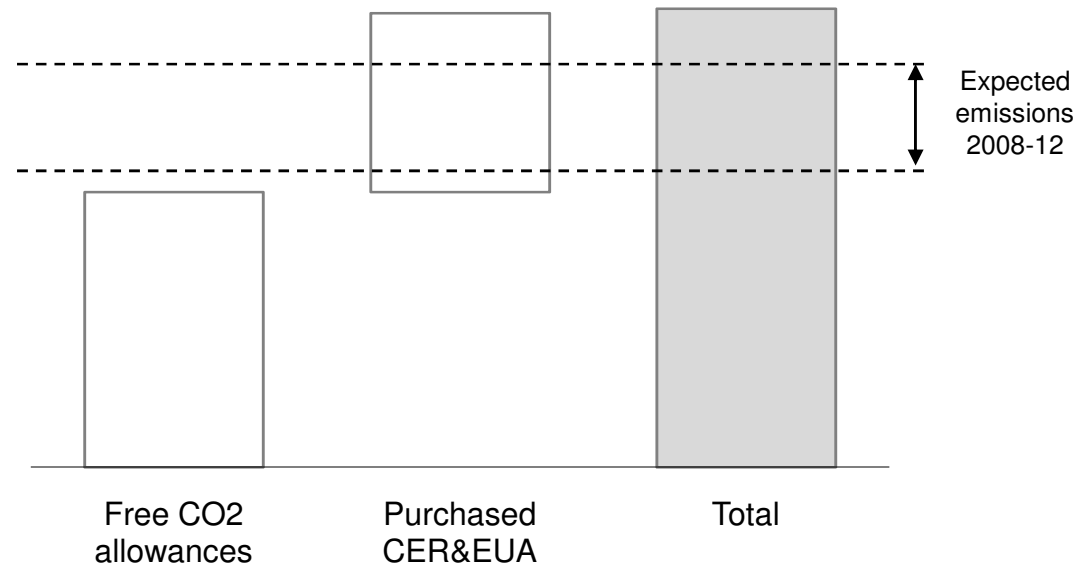 Expected
emissions
2008-12
Free CO2
allowances
Purchased
CER&EUA
Total